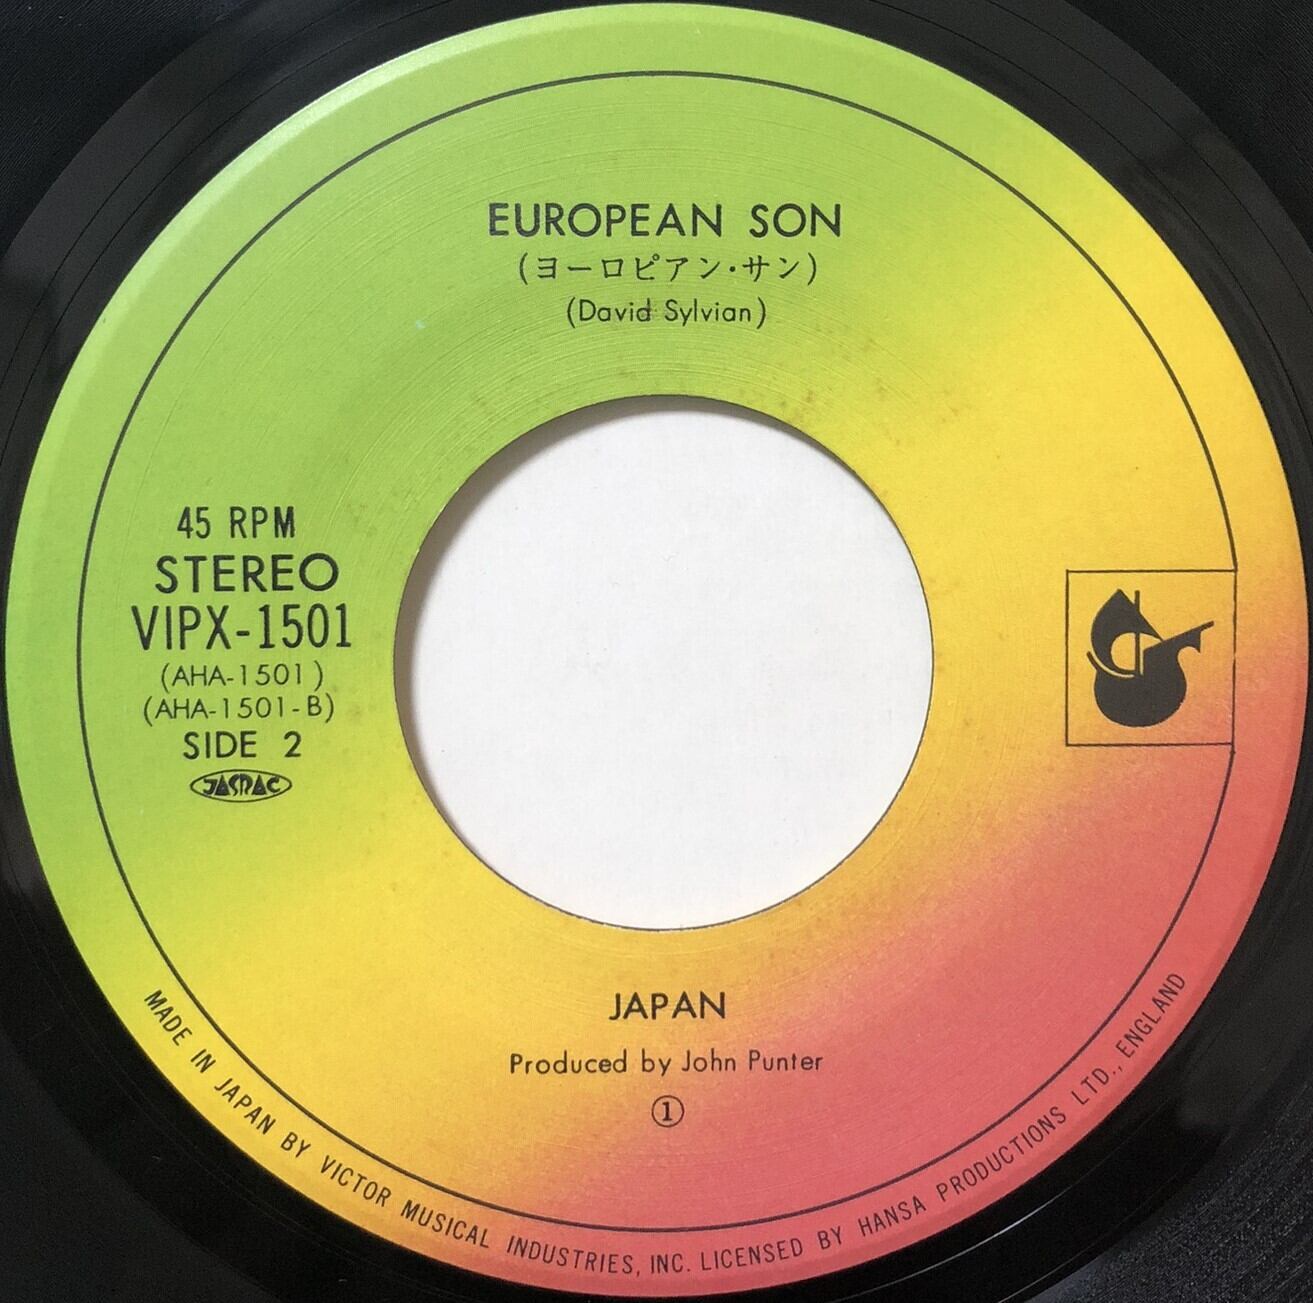 EUROPEAN SON
(ヨーロピアン・サン)
(David Sylvian)
45 RPM
STEREO
VIPX-1501
(AHA-1501)
(AHA-1501-B)
SIDE 2
JASRAC
JAPAN
Produced by John Punter
①
MADE IN JAPAN BY VICTOR MUSICAL INDUSTRIES, INC. LICENSED BY HANSA PRODUCTIONS LTD., ENGLAND